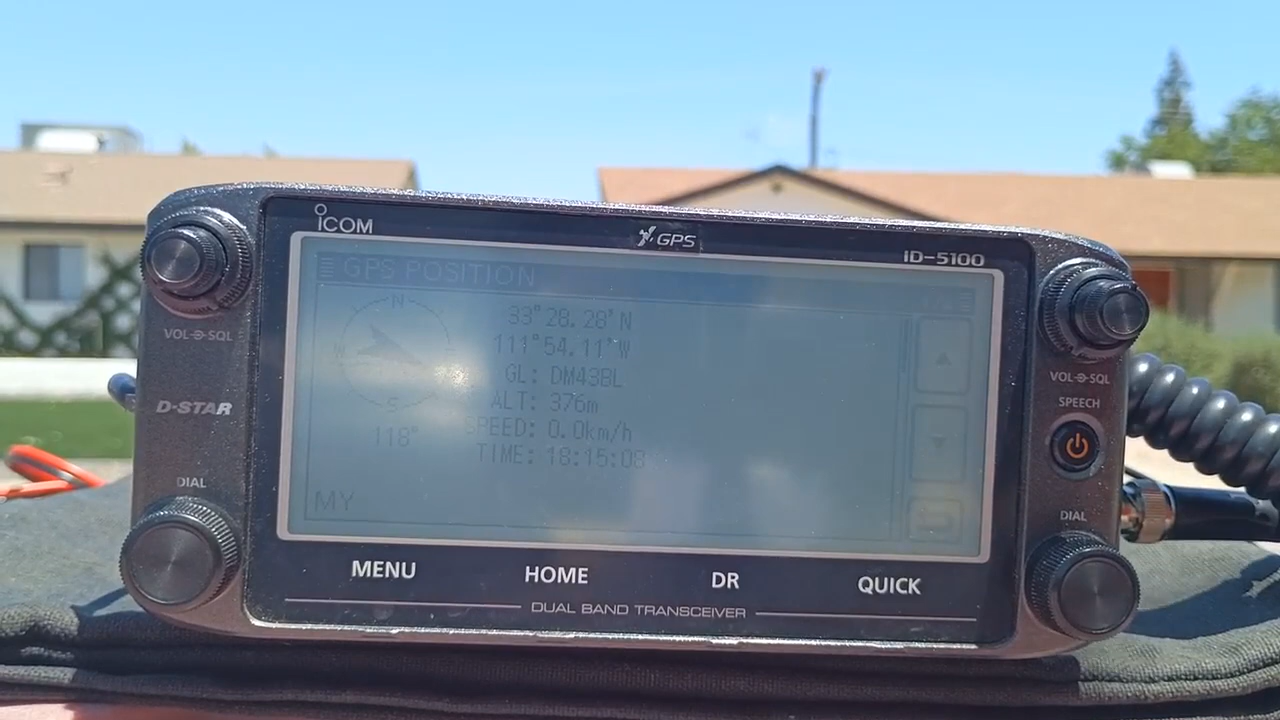 ICOM
GPS
ID-5100
GPS POSITION
N
33°28.28'N
111°54.11'W
GL: DM43BL
ALT: 376m
SPEED: 0.0km/h
118°
TIME: 18:15:08
MY
VOL SQL
D-STAR
DIAL
VOL SQL
SPEECH
DIAL
MENU
HOME
DR
QUICK
DUAL BAND TRANSCEIVER